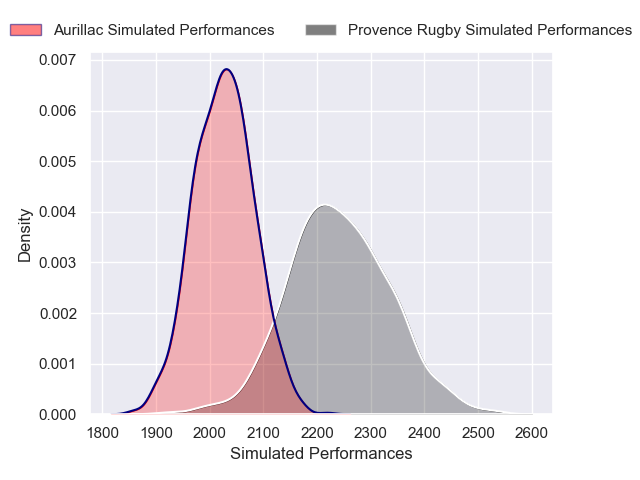 Aurillac Simulated Performances Provence Rugby Simulated Performances
0.007
0.006
0.005
0.004
0.003
0.002
0.001
0.000
Density
1800 1900 2000 2100 2200 2300 2400 2500 2600
Simulated Performances